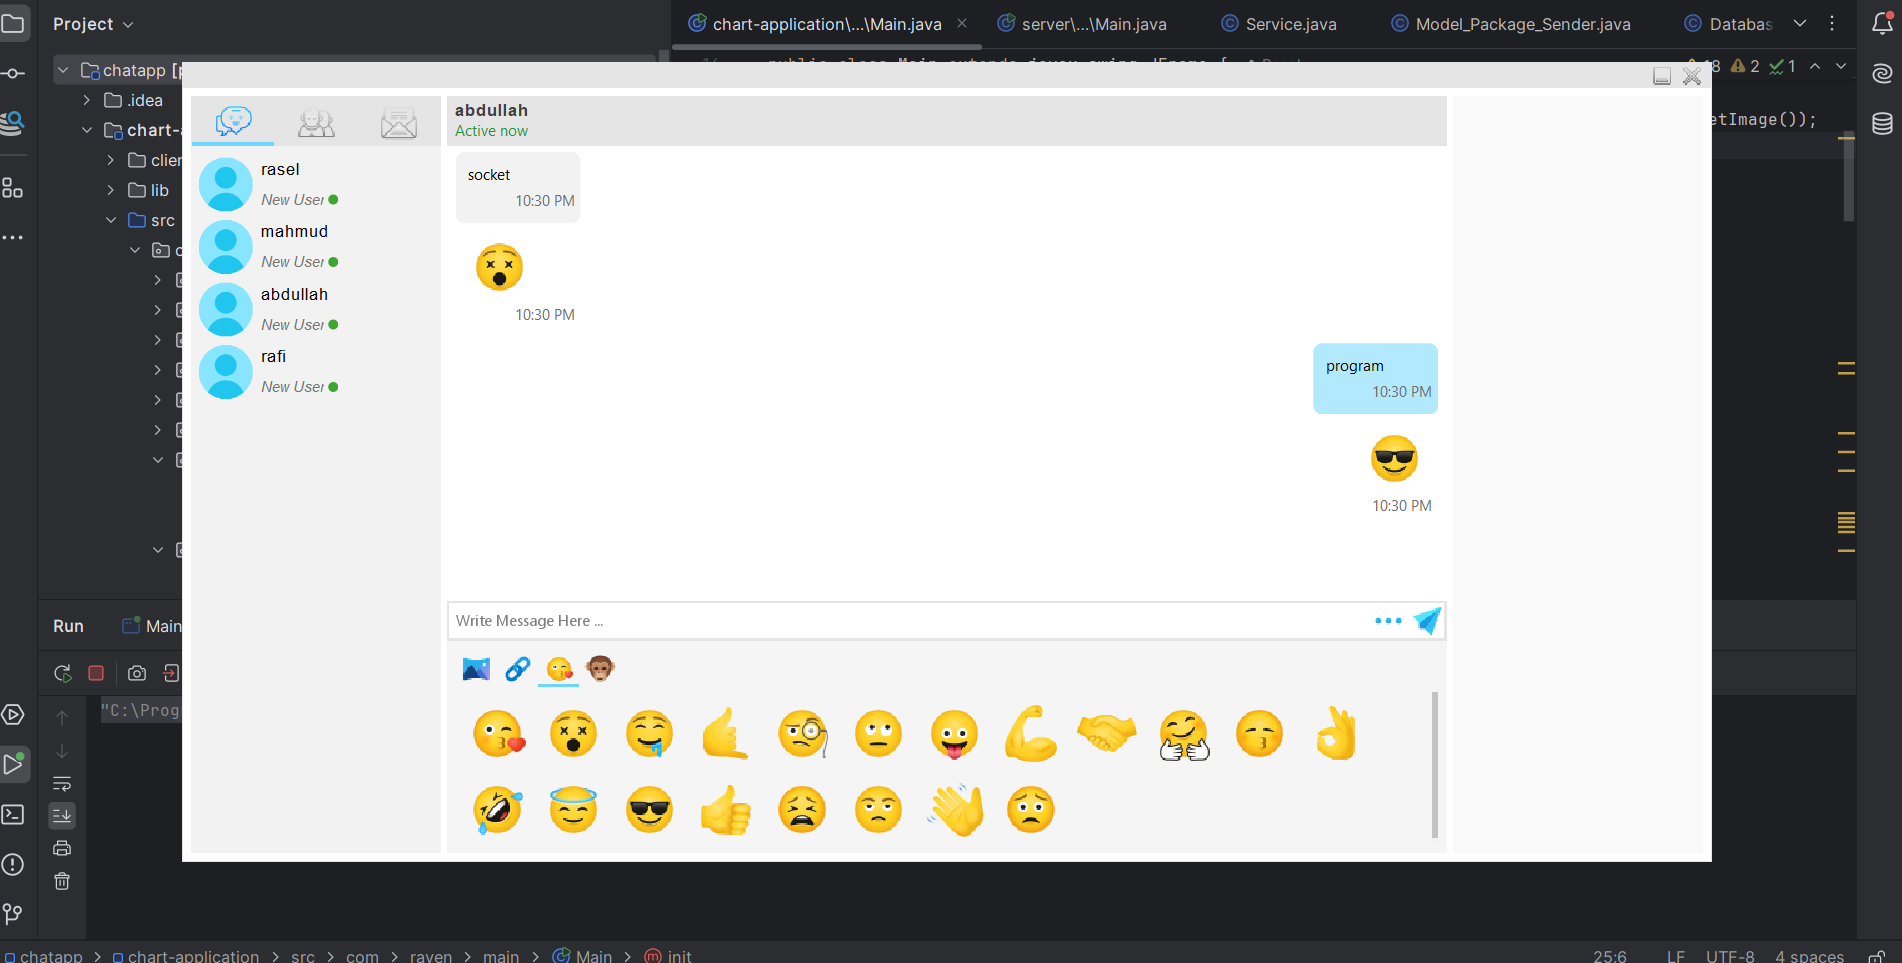 Project
chart-application\...\Main.java
server\...\Main.java
Service.java
Model_Package_Sender.java
Databas
chatapp [
18 2 1
.idea
chart-
etImage());
clien
lib
src
abdullah
Active now
rasel
New User
mahmud
New User
abdullah
New User
rafi
New User
socket
10:30 PM
10:30 PM
program
10:30 PM
10:30 PM
Write Message Here ...
Run
Main
"C:\Prog
chatapp > chart-application > src > com > raven > main > Main > init
25:6 LF UTF-8 4 spaces